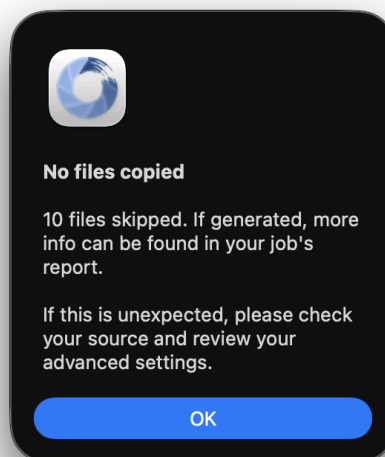 No files copied
10 files skipped. If generated, more
info can be found in your job's
report.
If this is unexpected, please check
your source and review your
advanced settings.
OK